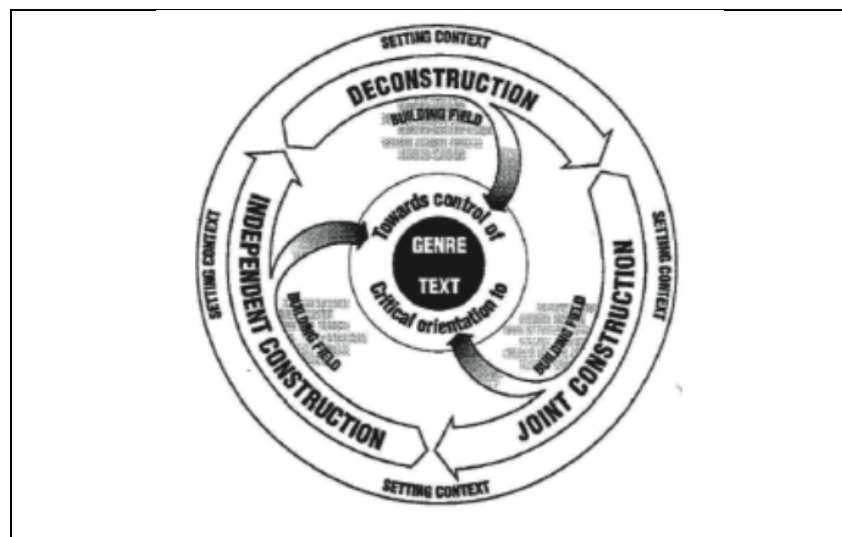 SETTING CONTEXT
DECONSTRUCTION
BUILDING FIELD
Towards control of
GENRE
TEXT
Critical orientation to
INDEPENDENT CONSTRUCTION
SETTING CONTEXT
BUILDING FIELD
BUILDING FIELD
JOINT CONSTRUCTION
SETTING CONTEXT
SETTING CONTEXT